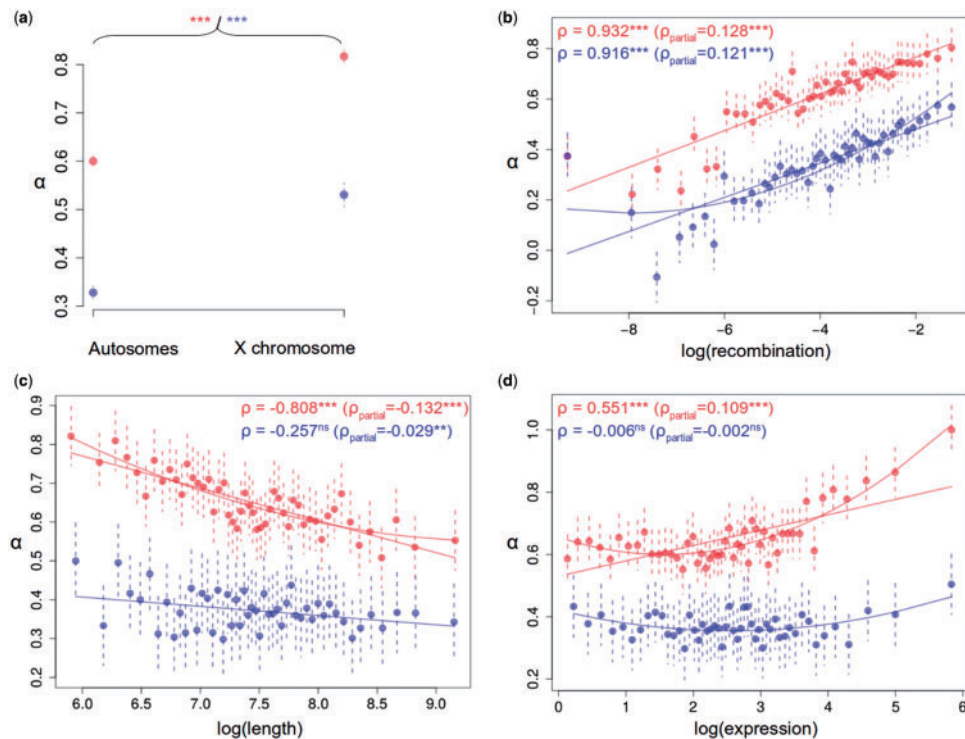 (a)
*** ***
α
0.3 0.4 0.5 0.6 0.7 0.8
Autosomes X chromosome
(b)
ρ = 0.932*** (ρpartial=0.128***)
ρ = 0.916*** (ρpartial=0.121***)
α
-0.2 0.0 0.2 0.4 0.6 0.8
-8 -6 -4 -2
log(recombination)
(c)
ρ = -0.808*** (ρpartial=-0.132***)
ρ = -0.257ns (ρpartial=-0.029**)
α
0.2 0.3 0.4 0.5 0.6 0.7 0.8 0.9
6.0 6.5 7.0 7.5 8.0 8.5 9.0
log(length)
(d)
ρ = 0.551*** (ρpartial=0.109***)
ρ = -0.006ns (ρpartial=-0.002ns)
α
0.2 0.4 0.6 0.8 1.0
0 1 2 3 4 5 6
log(expression)